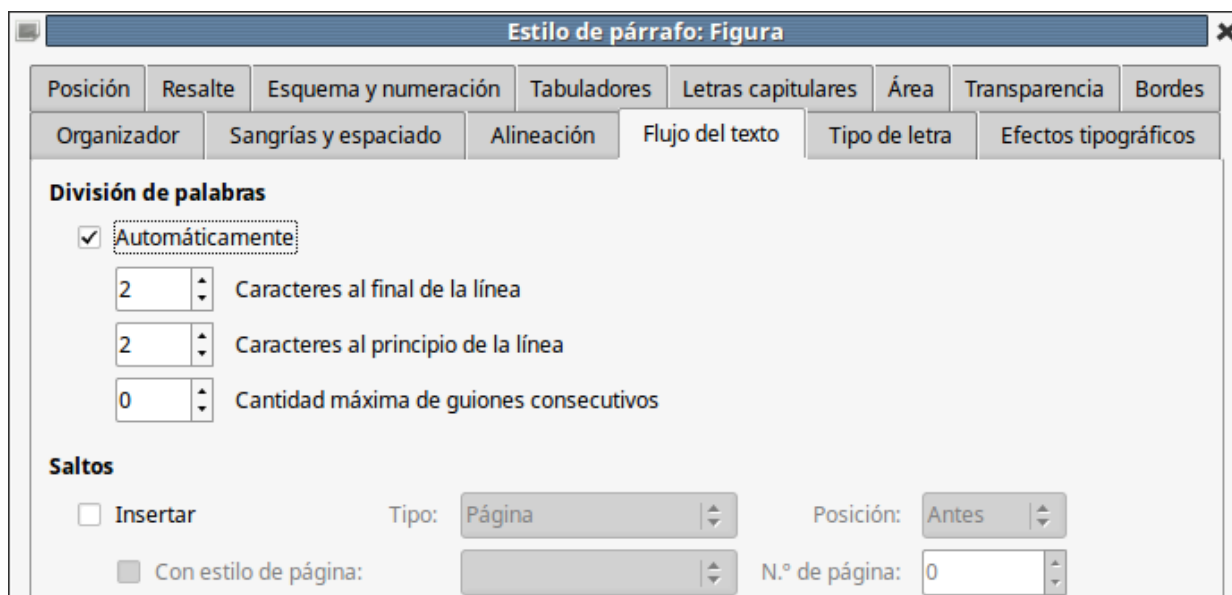 Estilo de párrafo: Figura
Posición Resalte Esquema y numeración Tabuladores Letras capitulares Área Transparencia Bordes
Organizador Sangrías y espaciado Alineación Flujo del texto Tipo de letra Efectos tipográficos
División de palabras
Automáticamente
2 Caracteres al final de la línea
2 Caracteres al principio de la línea
0 Cantidad máxima de guiones consecutivos
Saltos
Insertar Tipo: Página Posición: Antes
Con estilo de página: N.º de página: 0